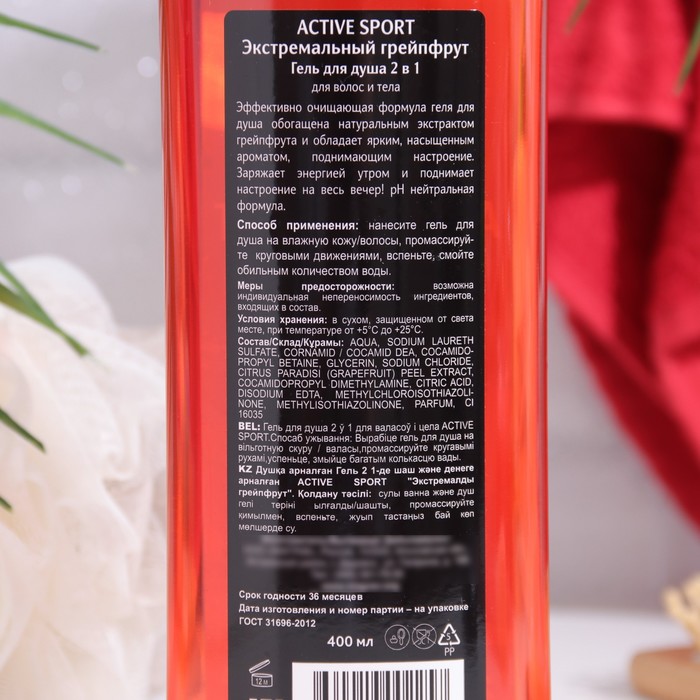 ACTIVE SPORT
Экстремальный грейпфрут
Гель для душа 2 в 1
для волос и тела
Эффективно очищающая формула геля для
душа обогащена натуральным экстрактом
грейпфрута и обладает ярким, насыщенным
ароматом, поднимающим настроение.
Заряжает энергией утром и поднимает
настроение на весь вечер! рН нейтральная
формула.
Способ применения: нанесите гель для
душа на влажную кожу/волосы, промассируй-
те круговыми движениями, вспеньте, смойте
обильным количеством воды.
Меры предосторожности: возможна
индивидуальная непереносимость ингредиентов,
входящих в состав.
Условия хранения: в сухом, защищенном от света
месте, при температуре от +5°С до +25°С.
Состав/Склад/Құрамы: AQUA, SODIUM LAURETH
SULFATE, CORNAMID / COCAMID DEA, COCAMIDO-
PROPYL BETAINE, GLYCERIN, SODIUM CHLORIDE,
CITRUS PARADISI (GRAPEFRUIT) PEEL EXTRACT,
COCAMIDOPROPYL DIMETHYLAMINE, CITRIC ACID,
DISODIUM EDTA, METHYLCHLOROISOTHIAZOLI-
NONE, METHYLISOTHIAZOLINONE, PARFUM, CI
16035
BEL: Гель для душа 2 ў 1 для валасоў і цела ACTIVE
SPORT.Спосаб ужывання: Вырабіце гель для душа на
вільготную скуру / валасы,промассируйте кругавымі
рухамі,успеньце, змыйце багатым колькасцю вады.
KZ Душқа арналған Гель 2 1-де шаш және денеге
арналған ACTIVE SPORT "Экстремалды
грейпфрут". Қолдану тәсілі: сулы ванна және душ
гелі теріні ылғалды/шашты, промассируйте
қимылмен, вспеньте, жуып тастаңыз бай көп
мөлшерде су.
Срок годности 36 месяцев
Дата изготовления и номер партии – на упаковке
ГОСТ 31696-2012
400 мл
5
PP
12 м